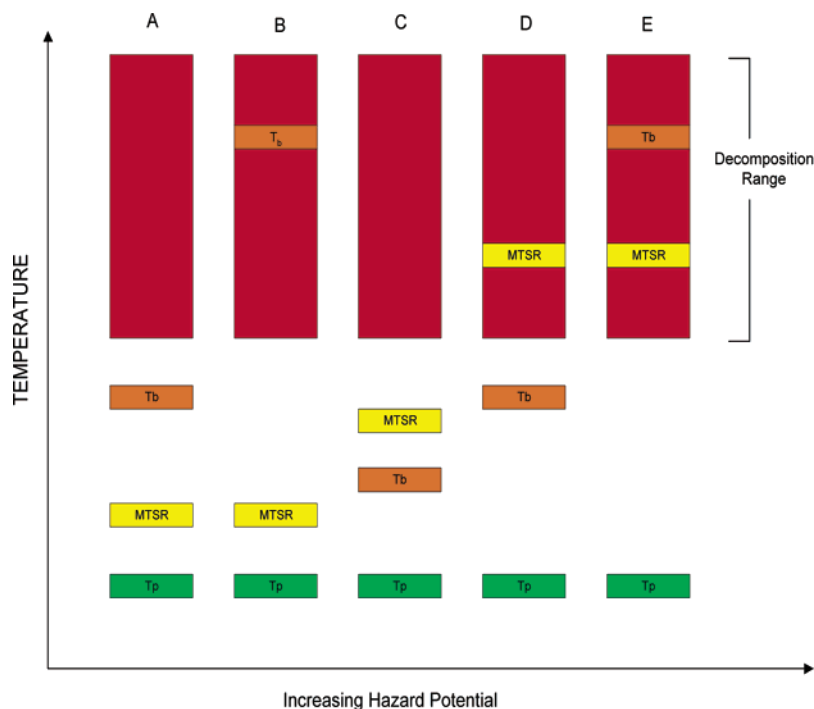 A B C D E
T_b Tb
Decomposition
Range
MTSR MTSR
TEMPERATURE
Tb Tb
MTSR
Tb
MTSR MTSR
Tp Tp Tp Tp Tp
Increasing Hazard Potential